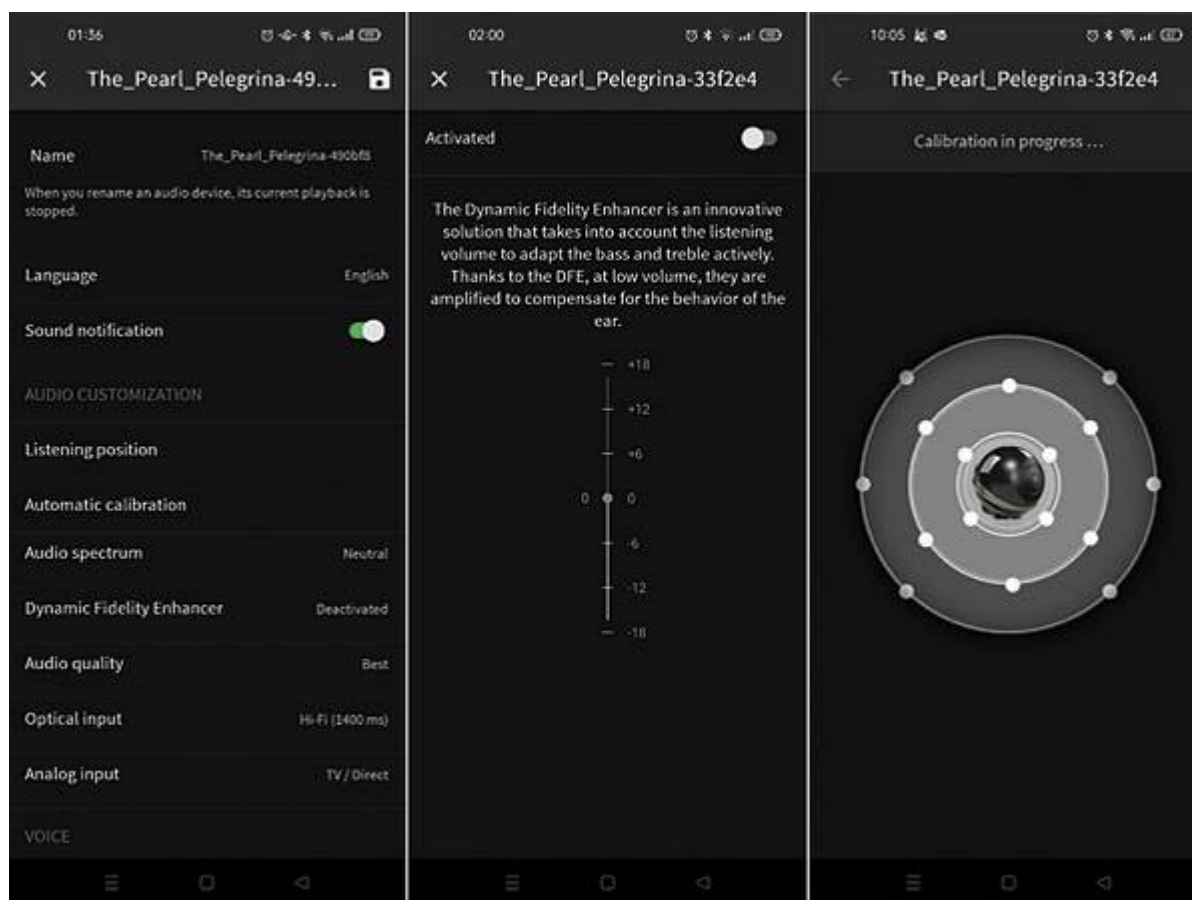 01:36
The_Pearl_Pelegrina-49...
Name The_Pearl_Pelegrina-490bf8
When you rename an audio device, its current playback is
stopped.
Language English
Sound notification
AUDIO CUSTOMIZATION
Listening position
Automatic calibration
Audio spectrum Neutral
Dynamic Fidelity Enhancer Deactivated
Audio quality Best
Optical input Hi-Fi (1400 ms)
Analog input TV / Direct
VOICE
02:00
The_Pearl_Pelegrina-33f2e4
Activated
The Dynamic Fidelity Enhancer is an innovative
solution that takes into account the listening
volume to adapt the bass and treble actively.
Thanks to the DFE, at low volume, they are
amplified to compensate for the behavior of the
ear.
+18
+12
+6
0 0
-6
-12
-18
10:05
The_Pearl_Pelegrina-33f2e4
Calibration in progress ...